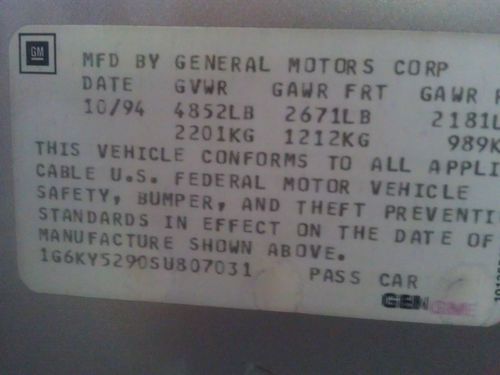 GM
MFD BY GENERAL MOTORS CORP
DATE GVWR GAWR FRT GAWR
10/94 4852LB 2671LB 2181L
2201KG 1212KG 989K
THIS VEHICLE CONFORMS TO ALL APPLI
CABLE U.S. FEDERAL MOTOR VEHICLE
SAFETY, BUMPER, AND THEFT PREVENTI
STANDARDS IN EFFECT ON THE DATE OF
MANUFACTURE SHOWN ABOVE.
1G6KY5290SU807031 PASS CAR